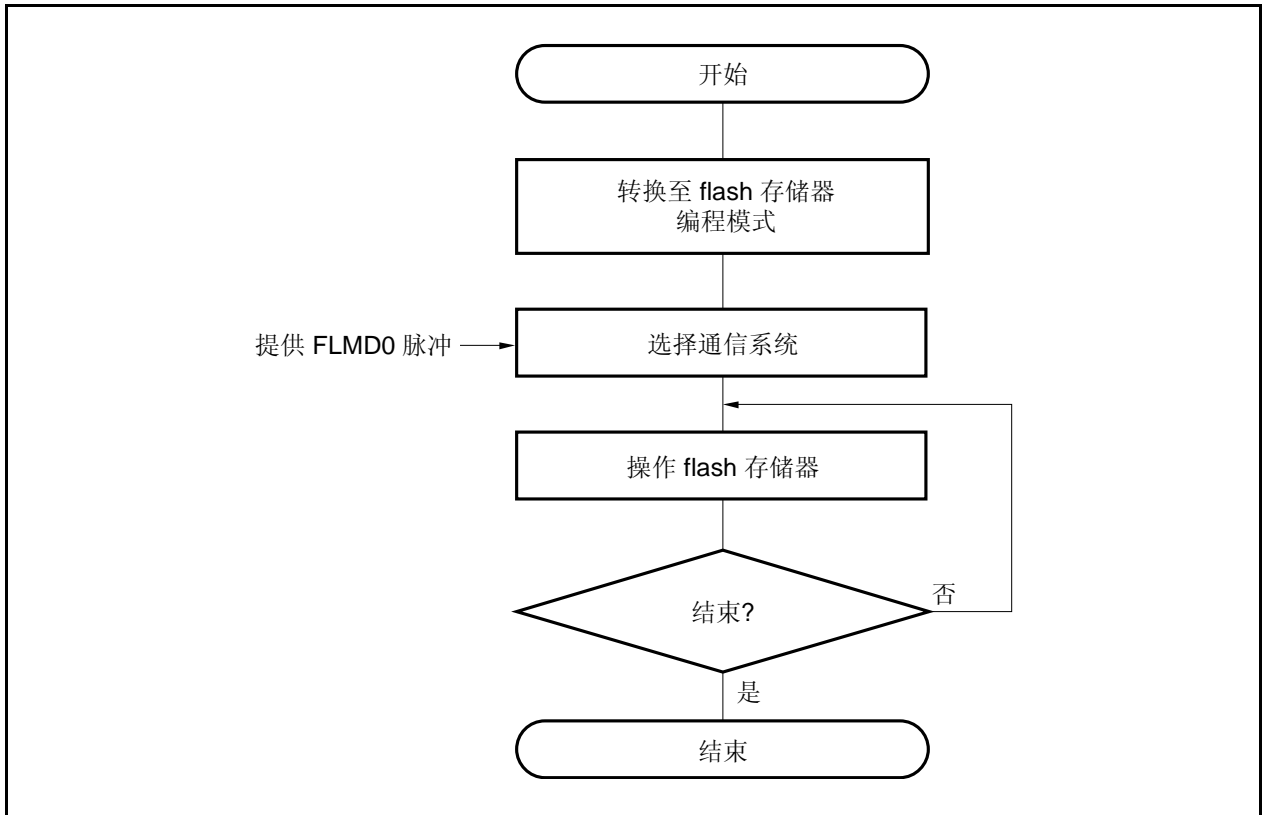 开始
转换至 flash 存储器
编程模式
提供 FLMD0 脉冲
选择通信系统
操作 flash 存储器
结束?
否
是
结束